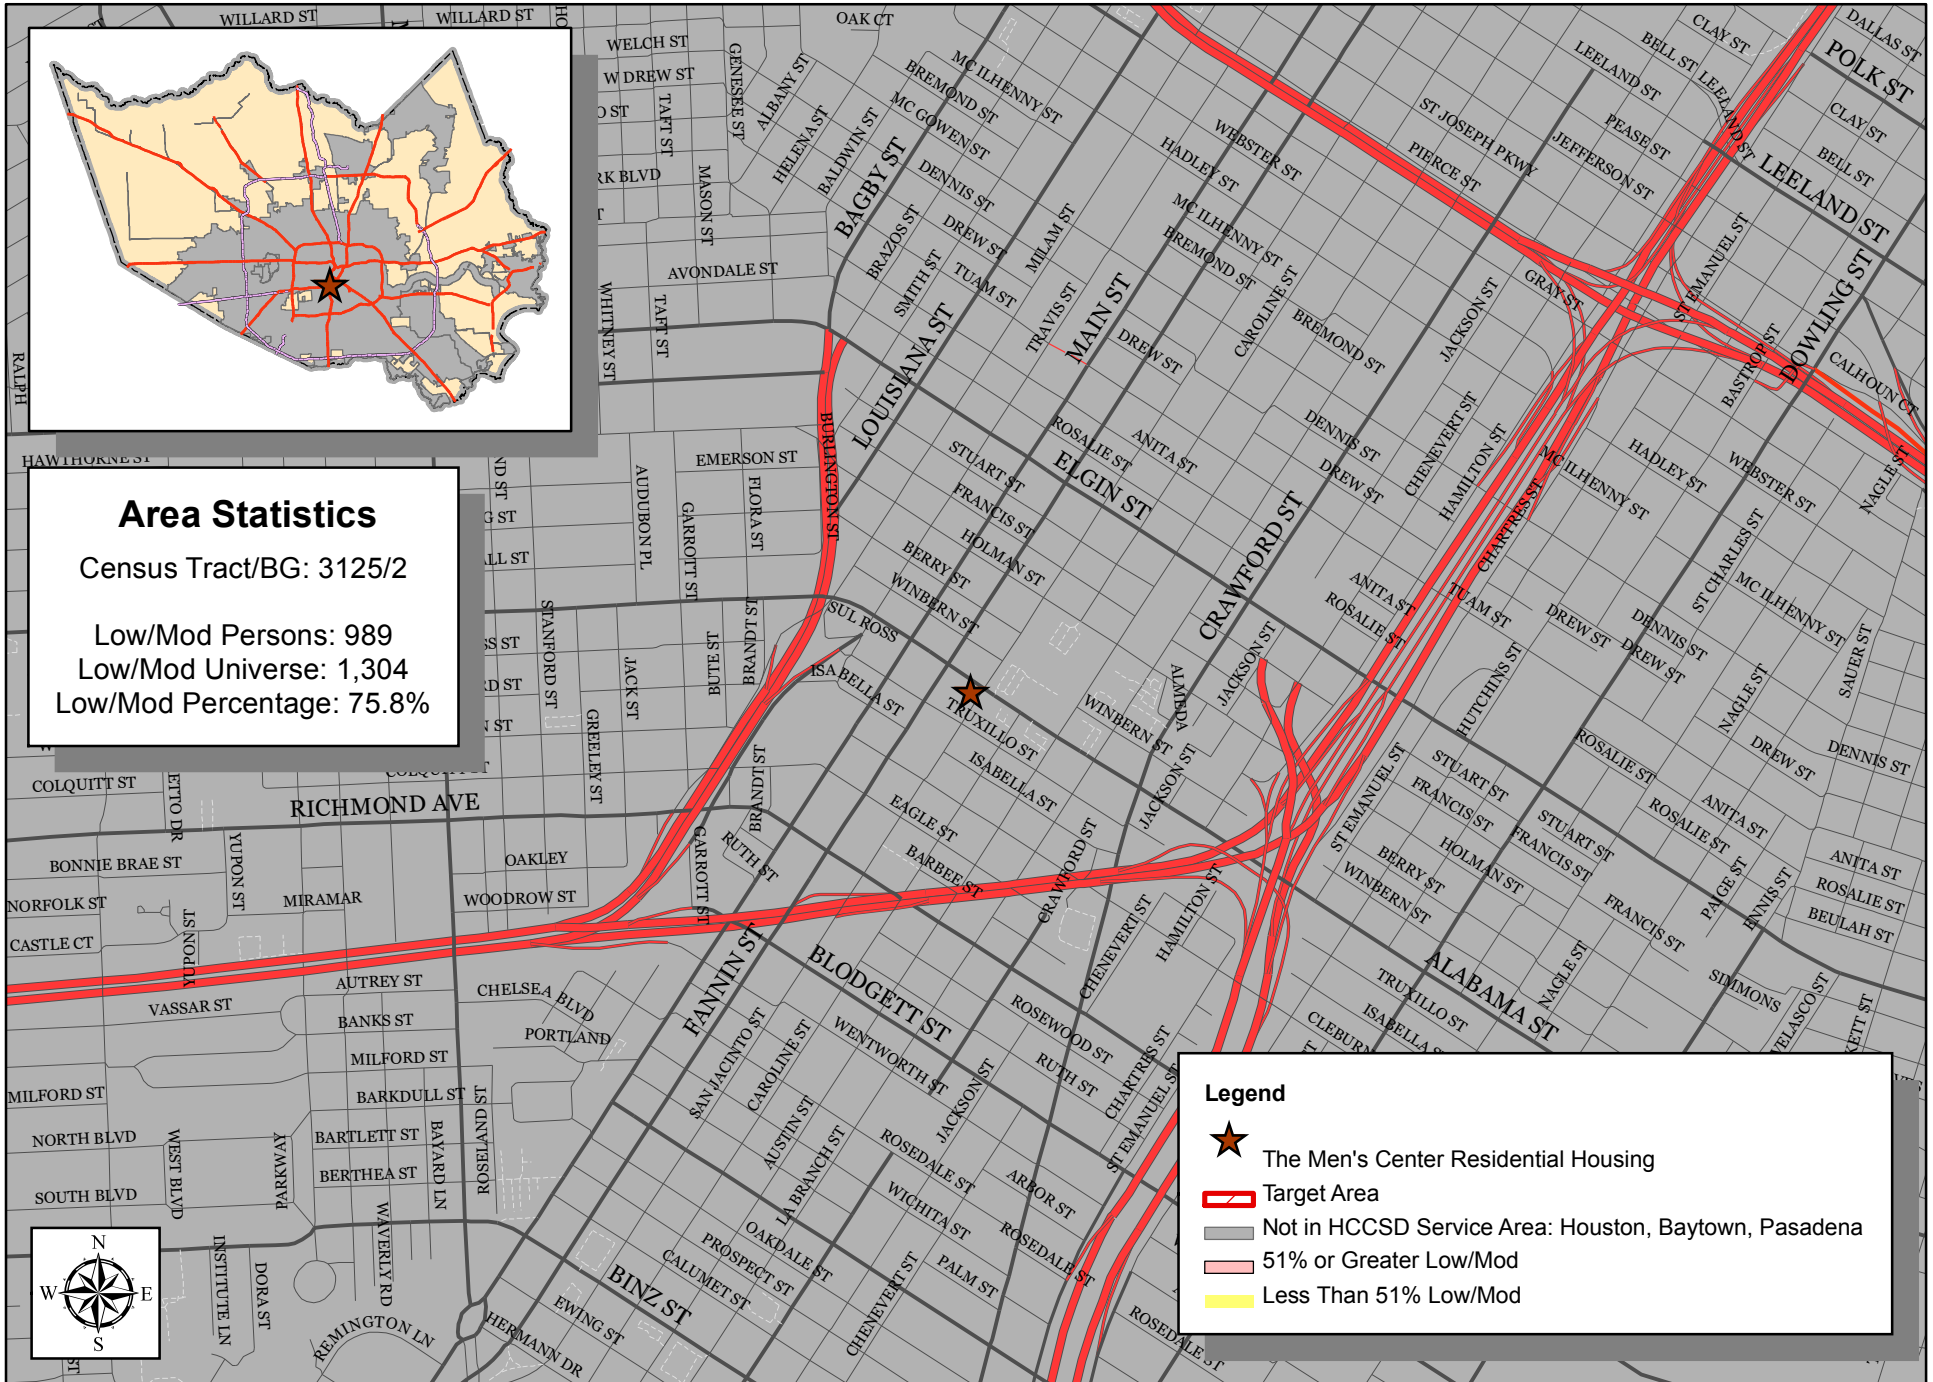 WILLARD ST
WILLARD ST
OAK CT
WELCH ST
W DREW ST
GENESEE ST
ALBANY ST
TAFT ST
HELENA ST
BALDWIN ST
MASON ST
AVONDALE ST
WHITNEY ST
TAFT ST
MC ILHENNY ST
BREMOND ST
MC GOWEN ST
DENNIS ST
DREW ST
TUAM ST
BAGBY ST
BRAZOS ST
SMITH ST
LOUISIANA ST
MILAM ST
TRAVIS ST
MAIN ST
WEBSTER ST
HADLEY ST
MC ILHENNY ST
BREMOND ST
CAROLINE ST
BREMOND ST
DREW ST
CLAY ST
BELL ST
LEELAND ST
LEELAND ST
DALLAS ST
POLK ST
CLAY ST
BELL ST
ST JOSEPH PKWY
PIERCE ST
PEASE ST
JEFFERSON ST
LEELAND ST
ST EMANUEL ST
GRAY ST
JACKSON ST
DOWLING ST
BASTROP ST
CALHOUN CT
RALPH
HAWTHORNE ST
Area Statistics
Census Tract/BG: 3125/2
Low/Mod Persons: 989
Low/Mod Universe: 1,304
Low/Mod Percentage: 75.8%
EMERSON ST
AUDUBON PL
GARROTT ST
FLORA ST
BURLINGTON ST
STUART ST
FRANCIS ST
HOLMAN ST
BERRY ST
WINBERN ST
ROSALIE ST
ANITA ST
ELGIN ST
DENNIS ST
DREW ST
CHENEVERT ST
HAMILTON ST
CHARTRES ST
MC ILHENNY ST
HADLEY ST
WEBSTER ST
NAGLE ST
CRAWFORD ST
ANITA ST
ROSALIE ST
TUAM ST
ST CHARLES ST
MC ILHENNY ST
DREW ST
DENNIS ST
DREW ST
SAUER ST
NAGLE ST
HUTCHINS ST
DREW ST
DENNIS ST
STANFORD ST
JACK ST
BUTE ST
BRANDT ST
GREELEY ST
SUL ROSS
ISABELLA ST
TRUXILLO ST
ISABELLA ST
WINBERN ST
ALMEDA
JACKSON ST
JACKSON ST
COLQUITT ST
RICHMOND AVE
BRANDT ST
GARROTT ST
RUTH ST
EAGLE ST
BARBEE ST
CRAWFORD ST
ST EMANUEL ST
STUART ST
FRANCIS ST
ROSALIE ST
STUART ST
FRANCIS ST
HOLMAN ST
BERRY ST
WINBERN ST
ROSALIE ST
ANITA ST
FRANCIS ST
PAIGE ST
ENNIS ST
ANITA ST
ROSALIE ST
BEULAH ST
BONNIE BRAE ST
YUPON ST
NORFOLK ST
MIRAMAR
OAKLEY
WOODROW ST
CASTLE CT
YUPON ST
AUTREY ST
VASSAR ST
BANKS ST
CHELSEA BLVD
PORTLAND
MILFORD ST
MILFORD ST
BARKDULL ST
NORTH BLVD
WEST BLVD
PARKWAY
BARTLETT ST
BERTHEA ST
BAYARD LN
ROSELAND ST
SOUTH BLVD
WAVERLY RD
INSTITUTE LN
DORA ST
REMINGTON LN
HERMANN DR
FANNIN ST
SAN JACINTO ST
CAROLINE ST
BLODGETT ST
WENTWORTH ST
CHENEVERT ST
HAMILTON ST
ROSEWOOD ST
RUTH ST
JACKSON ST
CHARTRES ST
ST EMANUEL ST
AUSTIN ST
LA BRANCH ST
ROSEDALE ST
WICHITA ST
ARBOR ST
ROSEDALE ST
OAKDALE ST
PROSPECT ST
CALUMET ST
BINZ ST
EWING ST
CHENEVERT ST
PALM ST
ROSEDALE ST
ALABAMA ST
NAGLE ST
TRUXILLO ST
ISABELLA ST
SIMMONS
VELASCO ST
N
W
E
S
Legend
The Men's Center Residential Housing
Target Area
Not in HCCSD Service Area: Houston, Baytown, Pasadena
51% or Greater Low/Mod
Less Than 51% Low/Mod